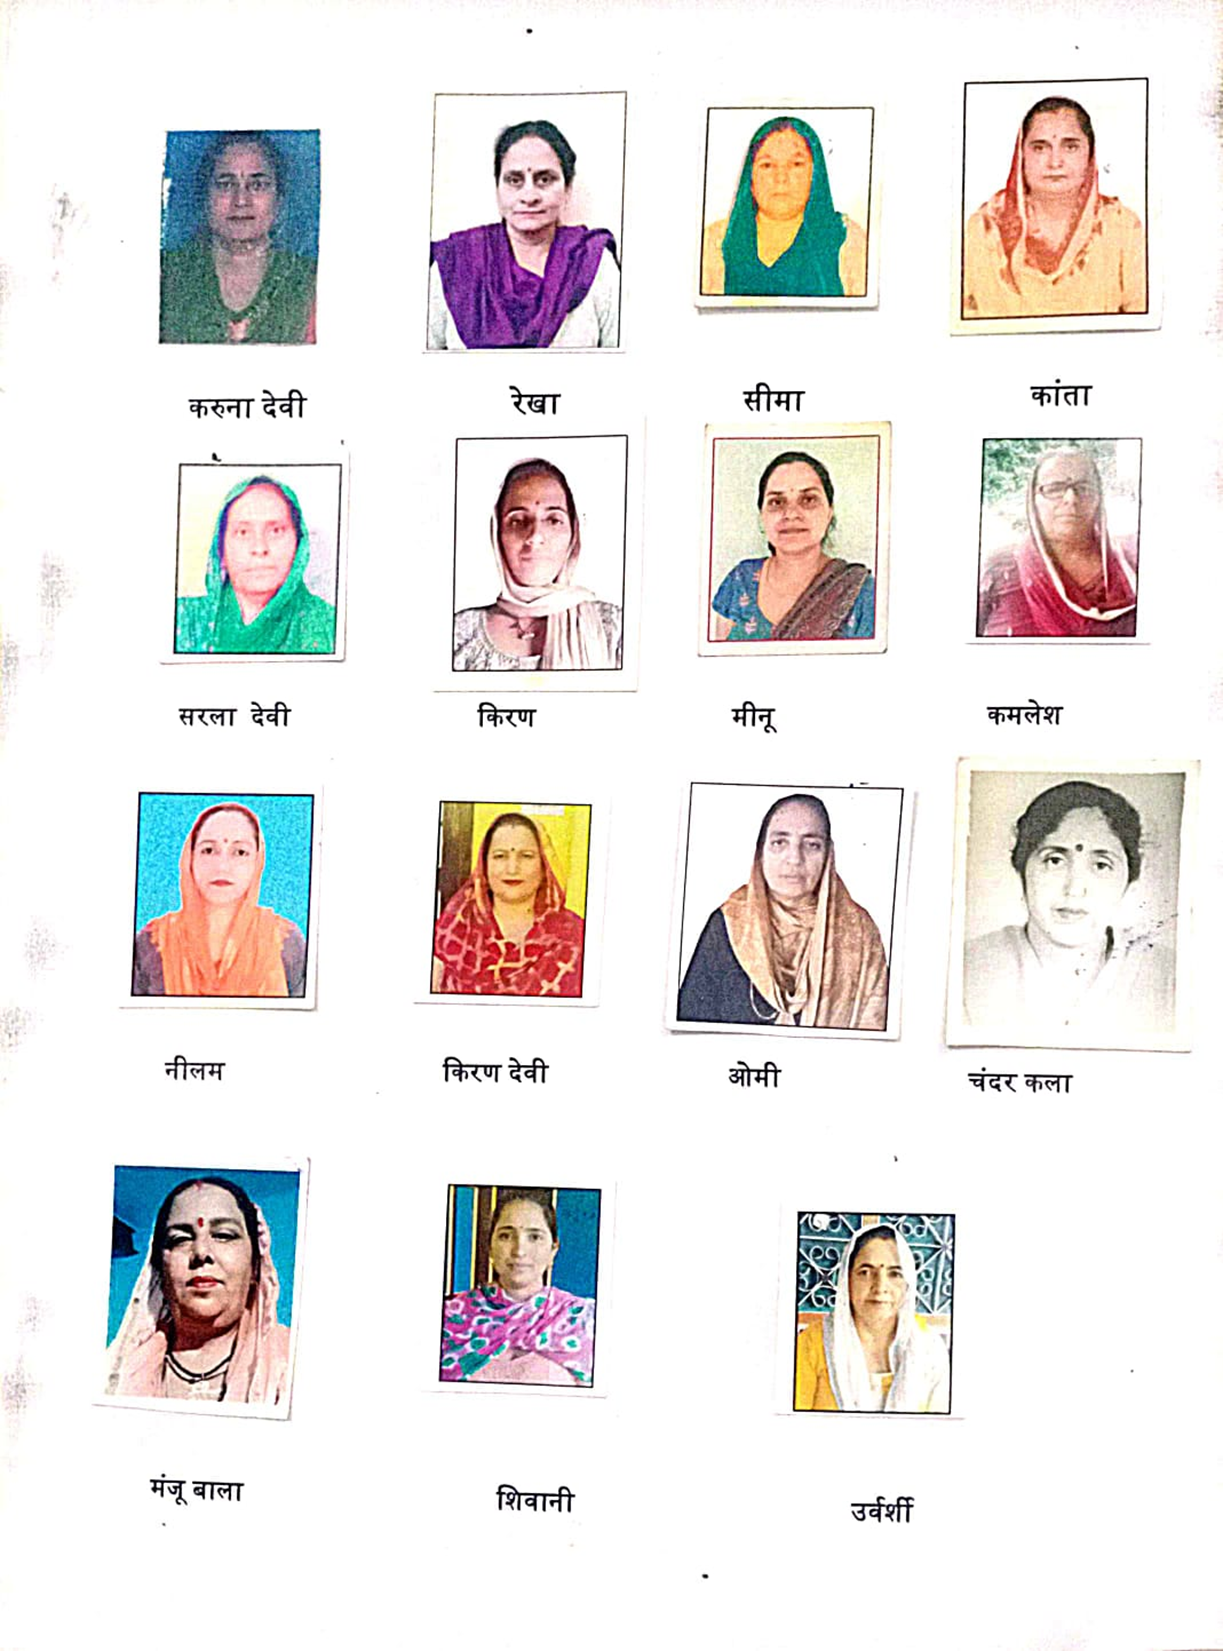 करुना देवी रेखा सीमा कांता
सरला देवी किरण मीनू कमलेश
नीलम किरण देवी ओमी चंदर कला
मंजू बाला शिवानी उर्वर्शी